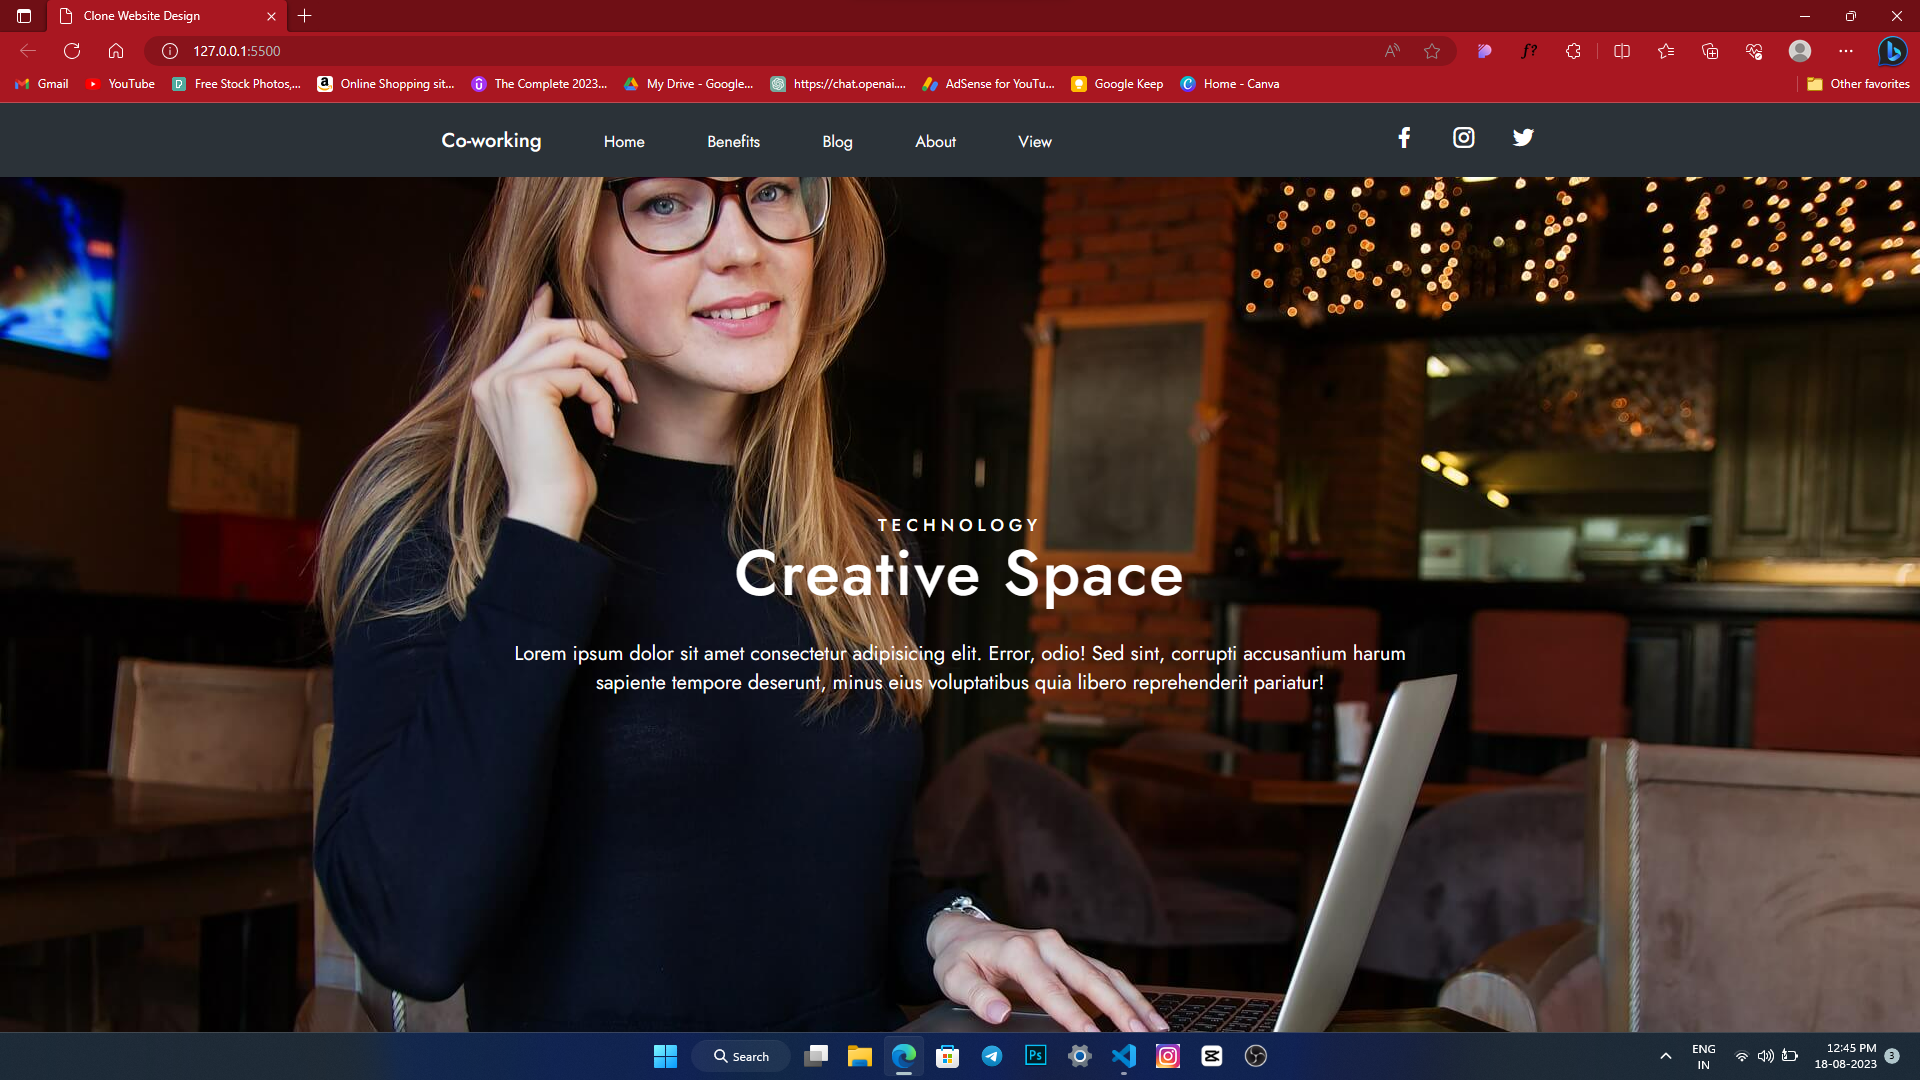 Clone Website Design
127.0.0.1:5500
Gmail
YouTube
Free Stock Photos,...
Online Shopping sit...
The Complete 2023...
My Drive - Google...
https://chat.openai....
AdSense for YouTu...
Google Keep
Home - Canva
Other favorites
Co-working
Home
Benefits
Blog
About
View
TECHNOLOGY
Creative Space
Lorem ipsum dolor sit amet consectetur adipisicing elit. Error, odio! Sed sint, corrupti accusantium harum
sapiente tempore deserunt, minus eius voluptatibus quia libero reprehenderit pariatur!
Search
Ps
ENG
IN
12:45 PM
18-08-2023
3